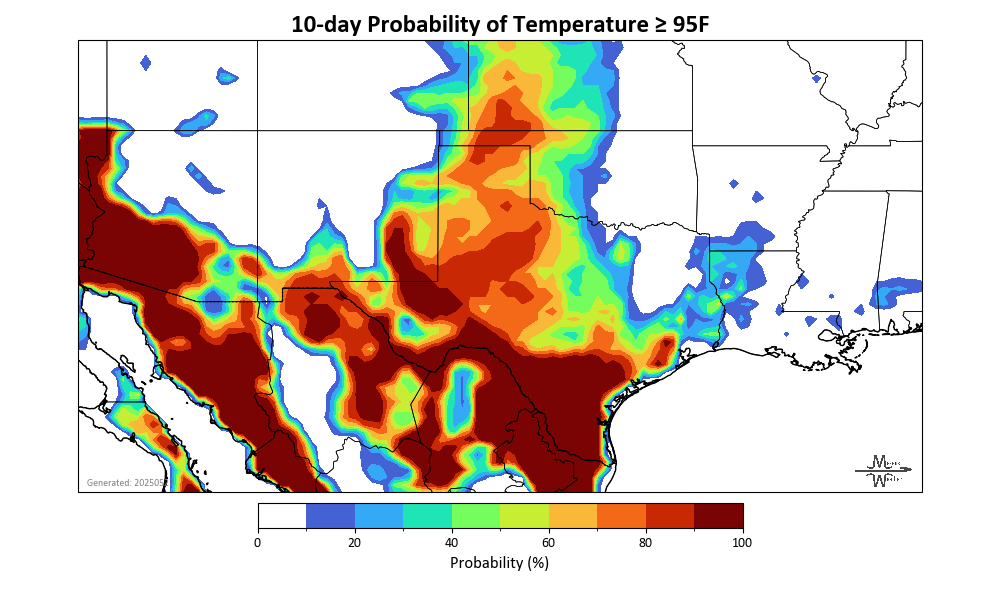 10-day Probability of Temperature ≥ 95F
Generated: 202505
0 20 40 60 80 100
Probability (%)